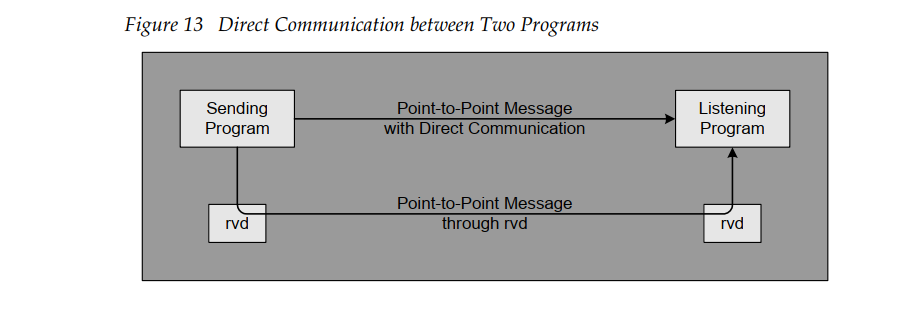 Figure 13 Direct Communication between Two Programs
Sending
Program
Point-to-Point Message
with Direct Communication
Listening
Program
rvd
Point-to-Point Message
through rvd
rvd